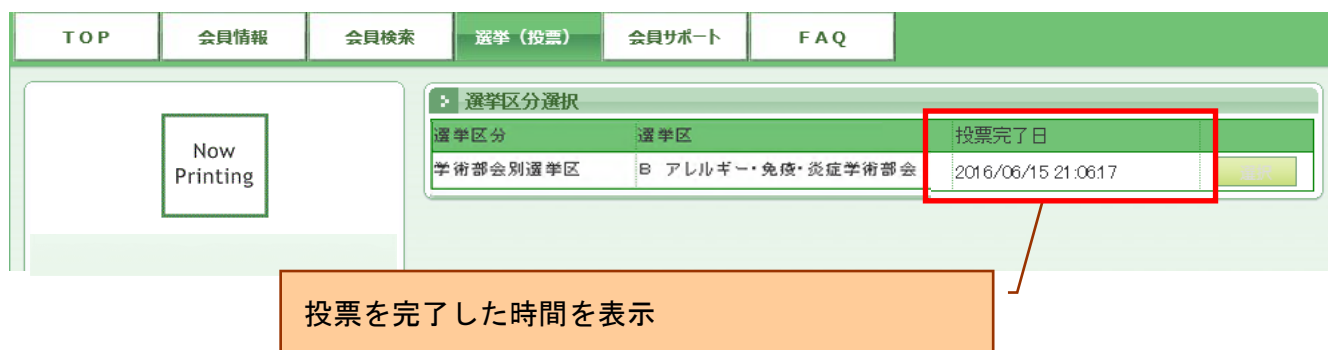 TOP 会員情報 会員検索 選挙（投票） 会員サポート FAQ
Now
Printing
選挙区分選択
選挙区分 選挙区 投票完了日
学術部会別選挙区 B アレルギー・免疫・炎症学術部会 2016/06/15 21:06:17
投票を完了した時間を表示